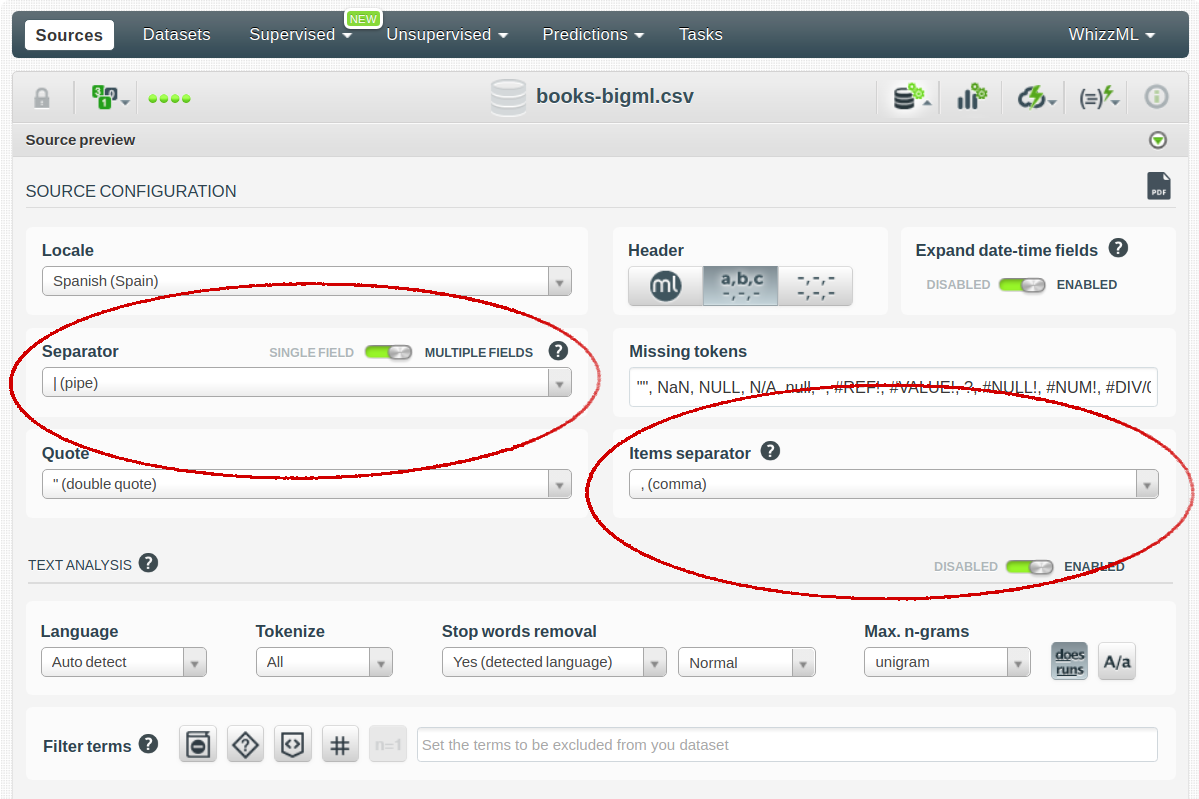 NEW
Sources Datasets Supervised Unsupervised Predictions Tasks WhizzML
books-bigml.csv
Source preview
SOURCE CONFIGURATION
PDF
Locale
Spanish (Spain)
Header
ml a,b,c
Expand date-time fields
DISABLED ENABLED
Separator SINGLE FIELD MULTIPLE FIELDS
| (pipe)
Missing tokens
"", NaN, NULL, N/A, null, -, #REF!, #VALUE!, ?, #NULL!, #NUM!, #DIV/0
Quote
" (double quote)
Items separator
, (comma)
TEXT ANALYSIS DISABLED ENABLED
Language Tokenize Stop words removal Max. n-grams
Auto detect All Yes (detected language) Normal unigram does runs A/a
Filter terms # n=1 Set the terms to be excluded from you dataset